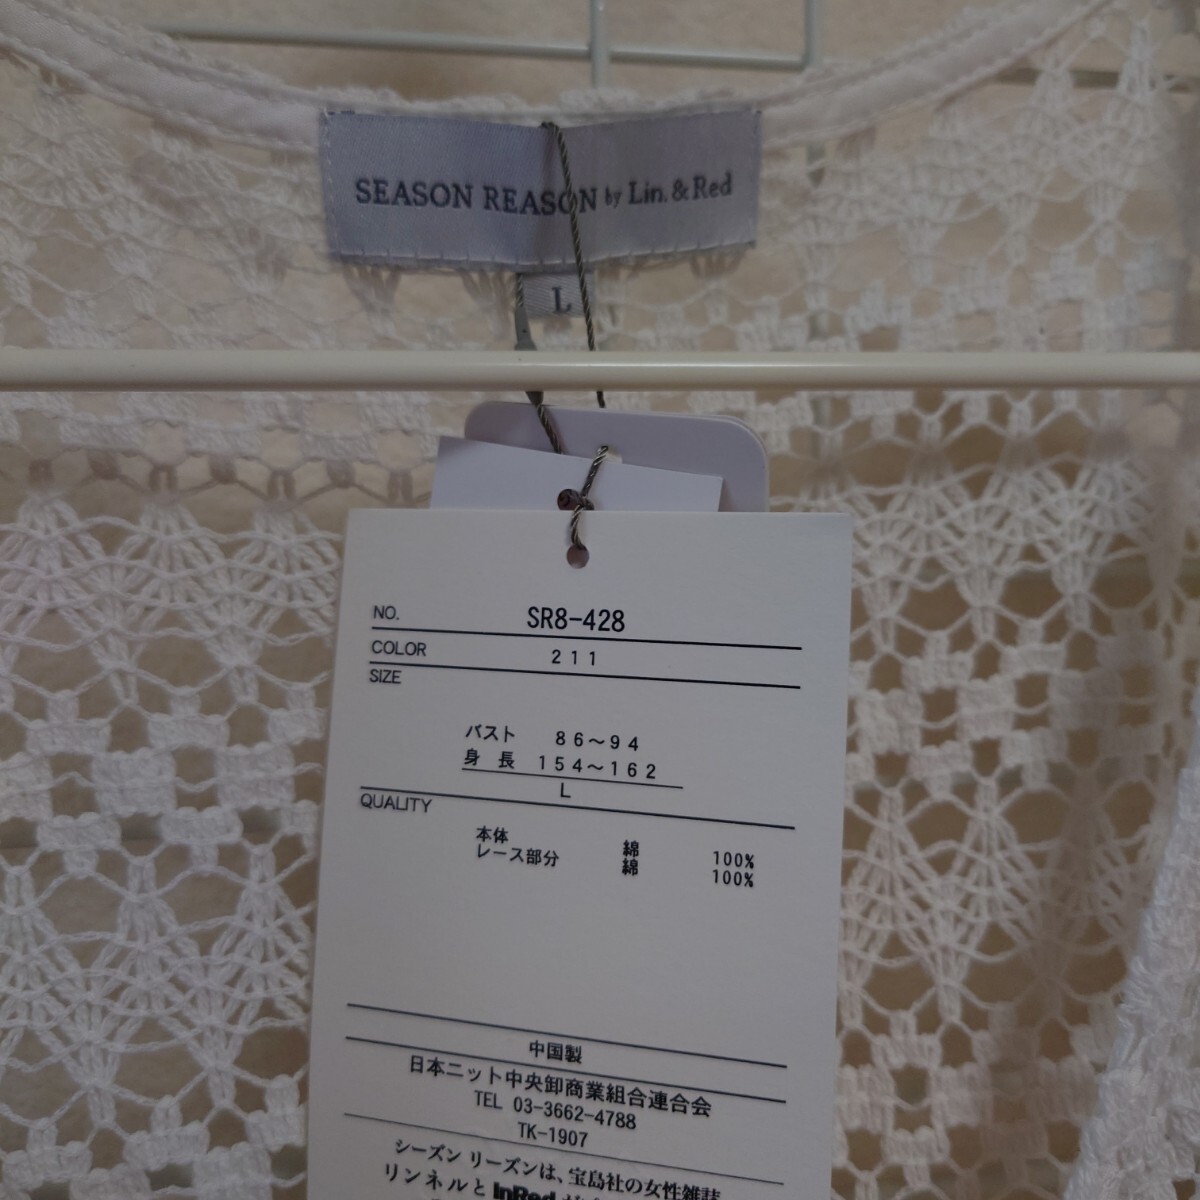 SEASON REASON by Lin. & Red
L
NO. SR8-428
COLOR 211
SIZE
バスト 86〜94
身 長 154〜162
L
QUALITY
本体 綿 100%
レース部分 綿 100%
中国製
日本ニット中央卸商業組合連合会
TEL 03-3662-4788
TK-1907
シーズン リーズンは、宝島社の女性雑誌
リンネルと InRed が